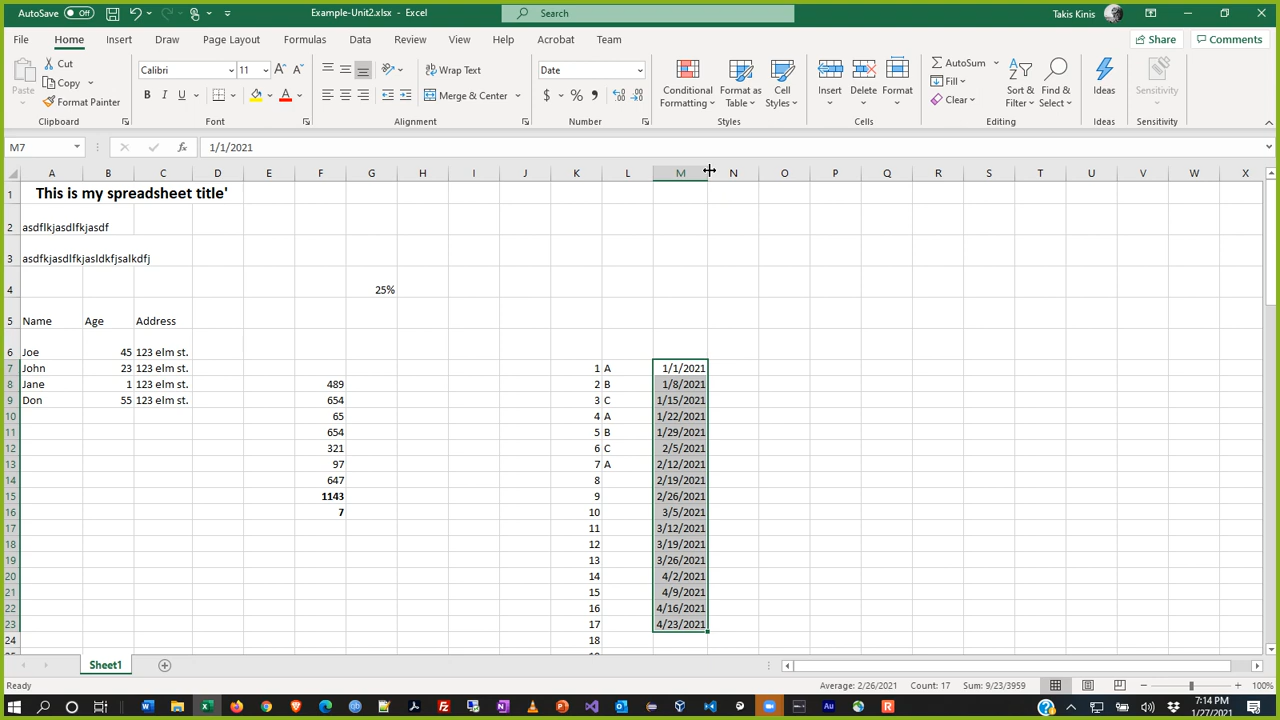 AutoSave Off Example-Unit2.xlsx - Excel Search Takis Kinis
File Home Insert Draw Page Layout Formulas Data Review View Help Acrobat Team Share Comments
Paste Cut Copy Format Painter Clipboard
Calibri 11 A A B I U A Font
Wrap Text Merge & Center Alignment
Date $ % 9 Number
Conditional Formatting Format as Table Cell Styles Styles
Insert Delete Format Cells
AutoSum Fill Clear Sort & Filter Find & Select Editing
Ideas Ideas Sensitivity Sensitivity
M7 fx 1/1/2021
A B C D E F G H I J K L M N O P Q R S T U V W X
1 This is my spreadsheet title'
2 asdflkjasdlfkjasdf
3 asdfkjasdlfkjasldkfjsalkdfj
4 25%
5 Name Age Address
6 Joe 45 123 elm st.
7 John 23 123 elm st. 1 A 1/1/2021
8 Jane 1 123 elm st. 489 2 B 1/8/2021
9 Don 55 123 elm st. 654 3 C 1/15/2021
10 65 4 A 1/22/2021
11 654 5 B 1/29/2021
12 321 6 C 2/5/2021
13 97 7 A 2/12/2021
14 647 8 2/19/2021
15 1143 9 2/26/2021
16 7 10 3/5/2021
17 11 3/12/2021
18 12 3/19/2021
19 13 3/26/2021
20 14 4/2/2021
21 15 4/9/2021
22 16 4/16/2021
23 17 4/23/2021
24 18
Sheet1
Ready Average: 2/26/2021 Count: 17 Sum: 9/23/3959 100%
7:14 PM
1/27/2021